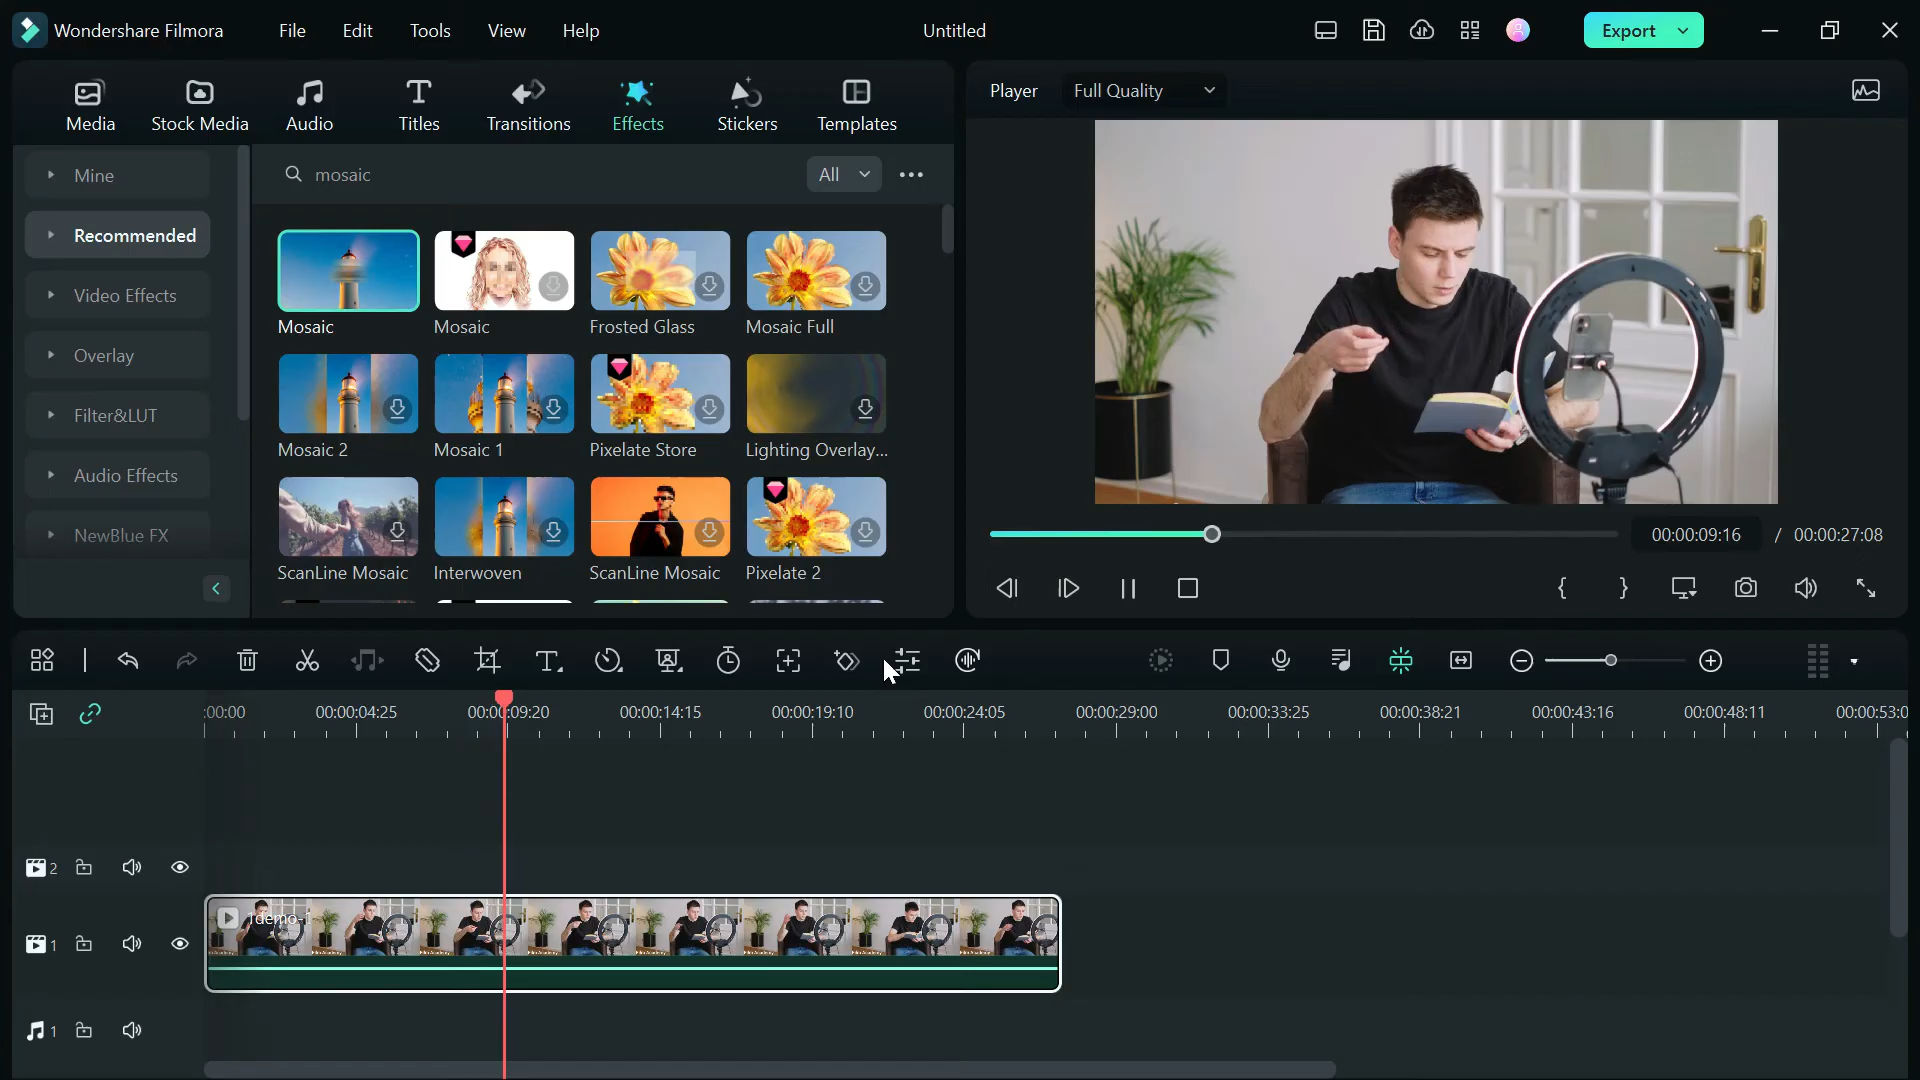 Wondershare Filmora File Edit Tools View Help Untitled Export
Media Stock Media Audio Titles Transitions Effects Stickers Templates
Player Full Quality
Mine
Recommended
Video Effects
Overlay
Filter&LUT
Audio Effects
NewBlue FX
mosaic All
Mosaic Mosaic Frosted Glass Mosaic Full
Mosaic 2 Mosaic 1 Pixelate Store Lighting Overlay...
ScanLine Mosaic Interwoven ScanLine Mosaic Pixelate 2
00:00:09:16 / 00:00:27:08
:00:00 00:00:04:25 00:00:09:20 00:00:14:15 00:00:19:10 00:00:24:05 00:00:29:00 00:00:33:25 00:00:38:21 00:00:43:16 00:00:48:11 00:00:53:0
2
1demo-1
1
1